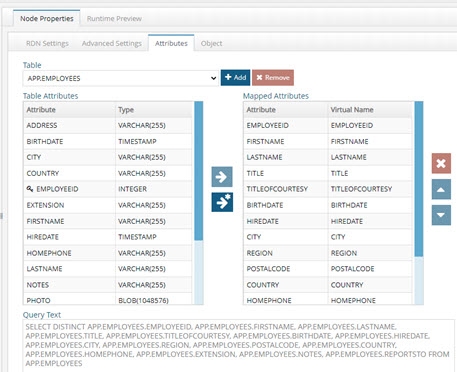 Node Properties Runtime Preview
RDN Settings Advanced Settings Attributes Object
Table
APP.EMPLOYEES Add Remove
Table Attributes Mapped Attributes
Attribute Type Attribute Virtual Name
ADDRESS VARCHAR(255) EMPLOYEEID EMPLOYEEID
BIRTHDATE TIMESTAMP FIRSTNAME FIRSTNAME
CITY VARCHAR(255) LASTNAME LASTNAME
COUNTRY VARCHAR(255) TITLE TITLE
EMPLOYEEID INTEGER TITLEOFCOURTESY TITLEOFCOURTESY
EXTENSION VARCHAR(255) BIRTHDATE BIRTHDATE
FIRSTNAME VARCHAR(255) HIREDATE HIREDATE
HIREDATE TIMESTAMP CITY CITY
HOMEPHONE VARCHAR(255) REGION REGION
LASTNAME VARCHAR(255) POSTALCODE POSTALCODE
NOTES VARCHAR(255) COUNTRY COUNTRY
PHOTO BLOB(1048576) HOMEPHONE HOMEPHONE
Query Text
SELECT DISTINCT APP.EMPLOYEES.EMPLOYEEID, APP.EMPLOYEES.FIRSTNAME, APP.EMPLOYEES.LASTNAME,
APP.EMPLOYEES.TITLE, APP.EMPLOYEES.TITLEOFCOURTESY, APP.EMPLOYEES.BIRTHDATE, APP.EMPLOYEES.HIREDATE,
APP.EMPLOYEES.CITY, APP.EMPLOYEES.REGION, APP.EMPLOYEES.POSTALCODE, APP.EMPLOYEES.COUNTRY,
APP.EMPLOYEES.HOMEPHONE, APP.EMPLOYEES.EXTENSION, APP.EMPLOYEES.NOTES, APP.EMPLOYEES.REPORTSTO FROM
APP.EMPLOYEES